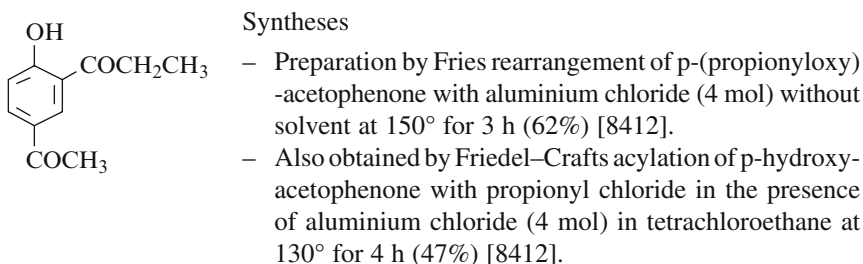 OH
COCH₂CH₃
COCH₃
Syntheses
– Preparation by Fries rearrangement of p-(propionyloxy)
-acetophenone with aluminium chloride (4 mol) without
solvent at 150° for 3 h (62%) [8412].
– Also obtained by Friedel–Crafts acylation of p-hydroxy-
acetophenone with propionyl chloride in the presence
of aluminium chloride (4 mol) in tetrachloroethane at
130° for 4 h (47%) [8412].